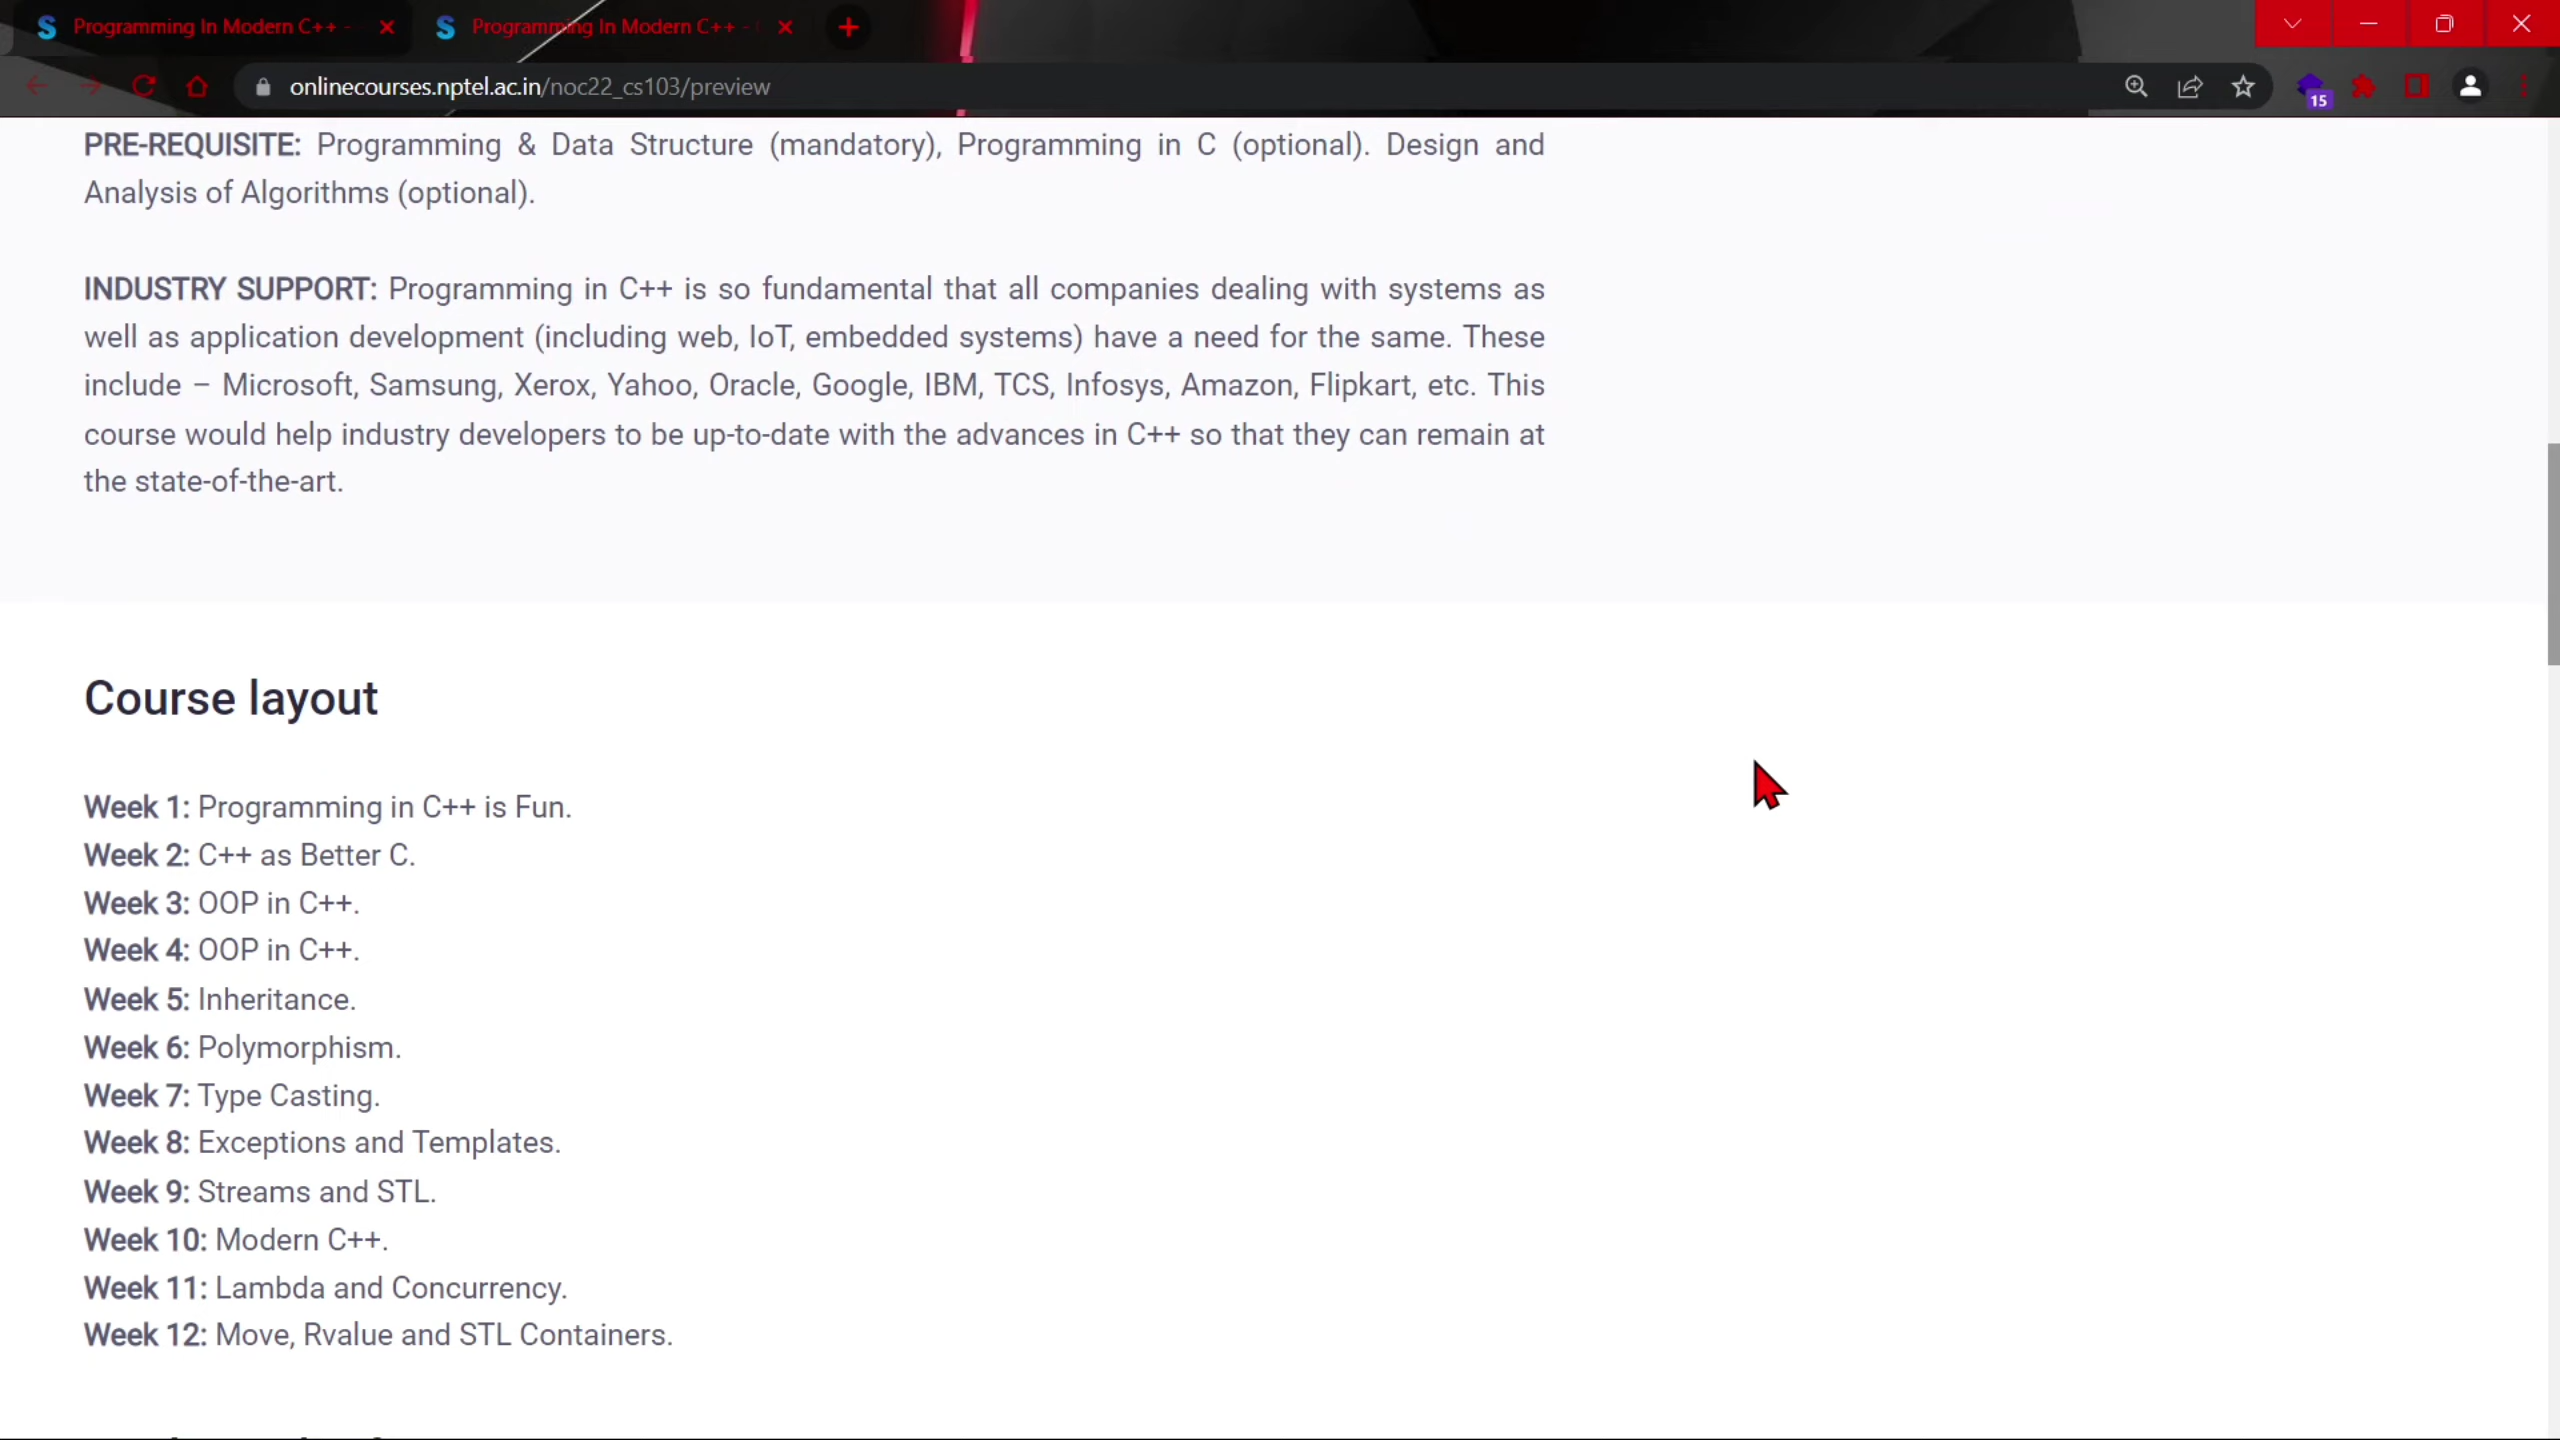 Programming In Modern C++ -
Programming In Modern C++ -
onlinecourses.nptel.ac.in/noc22_cs103/preview
15
PRE-REQUISITE: Programming & Data Structure (mandatory), Programming in C (optional). Design and
Analysis of Algorithms (optional).
INDUSTRY SUPPORT: Programming in C++ is so fundamental that all companies dealing with systems as
well as application development (including web, IoT, embedded systems) have a need for the same. These
include – Microsoft, Samsung, Xerox, Yahoo, Oracle, Google, IBM, TCS, Infosys, Amazon, Flipkart, etc. This
course would help industry developers to be up-to-date with the advances in C++ so that they can remain at
the state-of-the-art.
Course layout
Week 1: Programming in C++ is Fun.
Week 2: C++ as Better C.
Week 3: OOP in C++.
Week 4: OOP in C++.
Week 5: Inheritance.
Week 6: Polymorphism.
Week 7: Type Casting.
Week 8: Exceptions and Templates.
Week 9: Streams and STL.
Week 10: Modern C++.
Week 11: Lambda and Concurrency.
Week 12: Move, Rvalue and STL Containers.